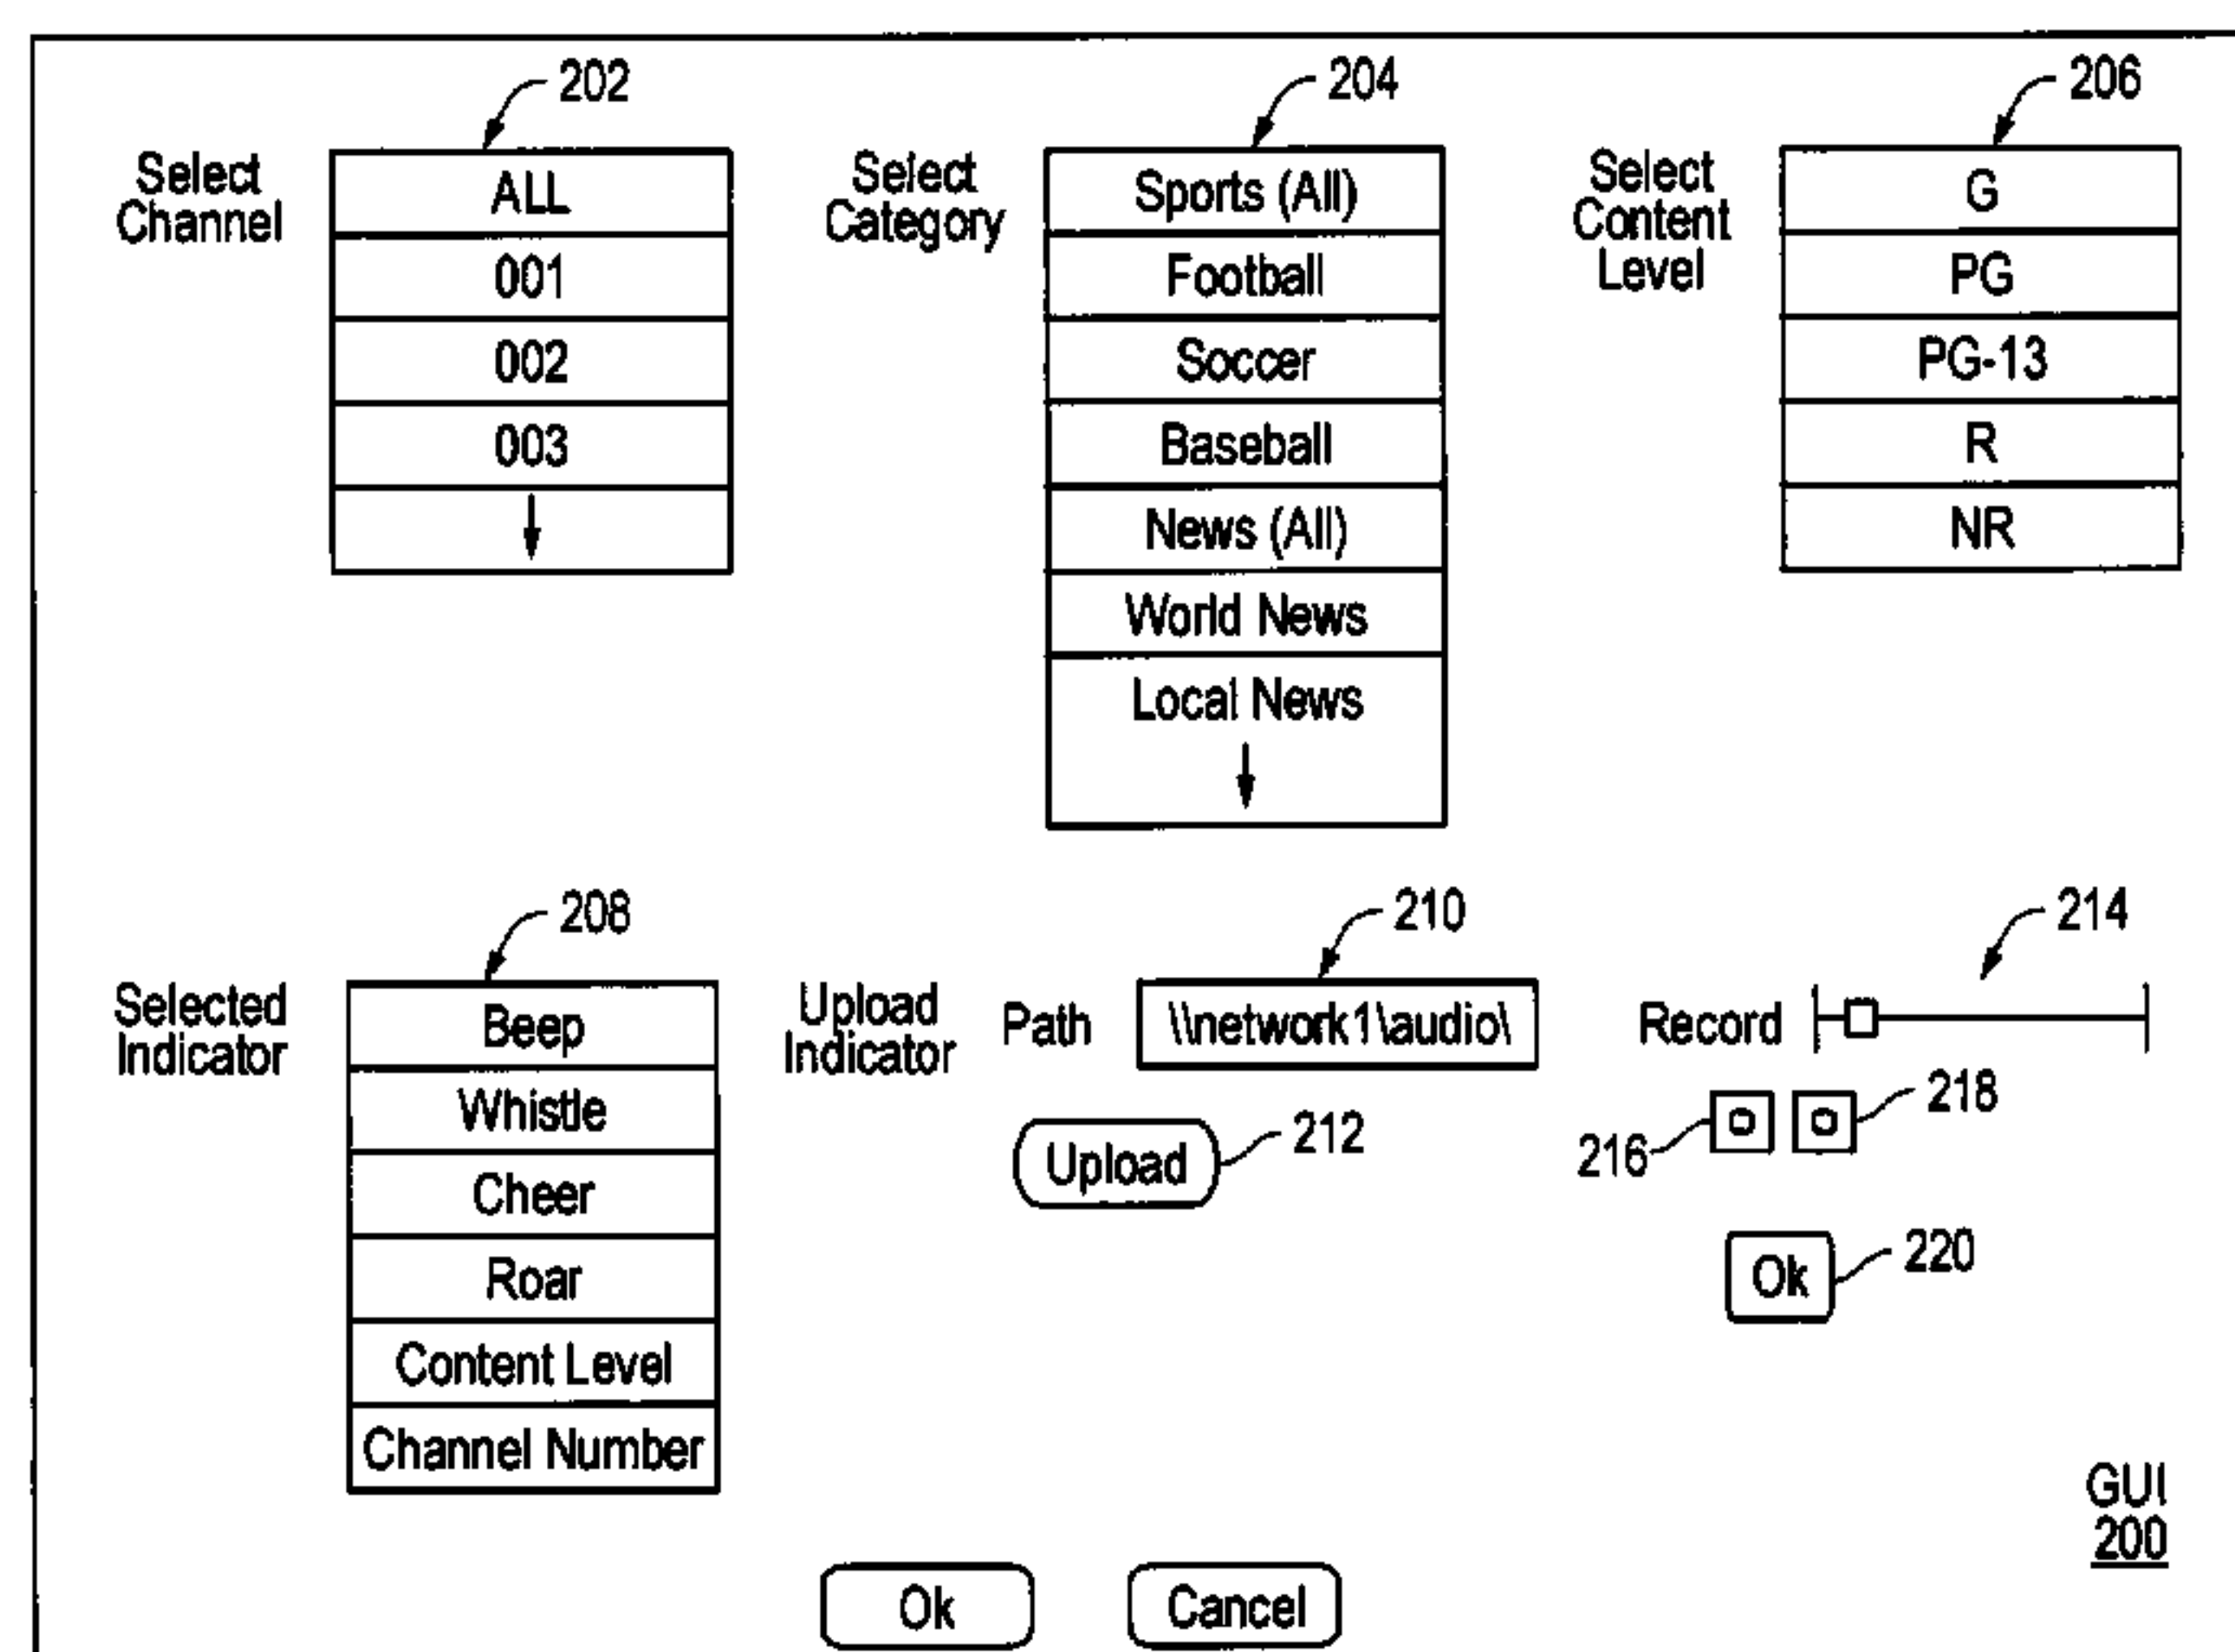 202
Select
Channel
ALL
001
002
003
204
Select
Category
Sports (All)
Football
Soccer
Baseball
News (All)
World News
Local News
206
Select
Content
Level
G
PG
PG-13
R
NR
208
Selected
Indicator
Beep
Whistle
Cheer
Roar
Content Level
Channel Number
210
Upload
Indicator
Path
\\network1\audio\
Upload
212
214
Record
216
218
Ok
220
GUI
200
Ok
Cancel